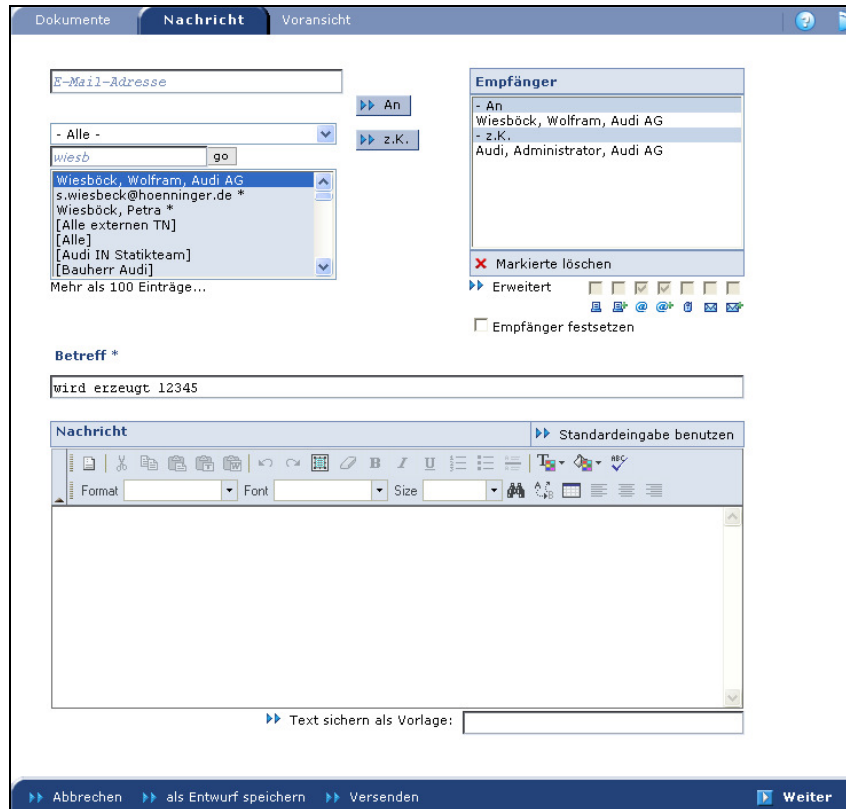 Dokumente Nachricht Voransicht
E-Mail-Adresse
An
- Alle -
z.K.
wiesb go
Wiesböck, Wolfram, Audi AG
s.wiesbeck@hoenninger.de *
Wiesböck, Petra *
[Alle externen TN]
[Alle]
[Audi IN Statikteam]
[Bauherr Audi]
Mehr als 100 Einträge...
Empfänger
- An
Wiesböck, Wolfram, Audi AG
- z.K.
Audi, Administrator, Audi AG
Markierte löschen
Erweitert
Empfänger festsetzen
Betreff *
wird erzeugt 12345
Nachricht Standardeingabe benutzen
B I U ABC
Format Font Size
Text sichern als Vorlage:
Abbrechen als Entwurf speichern Versenden Weiter